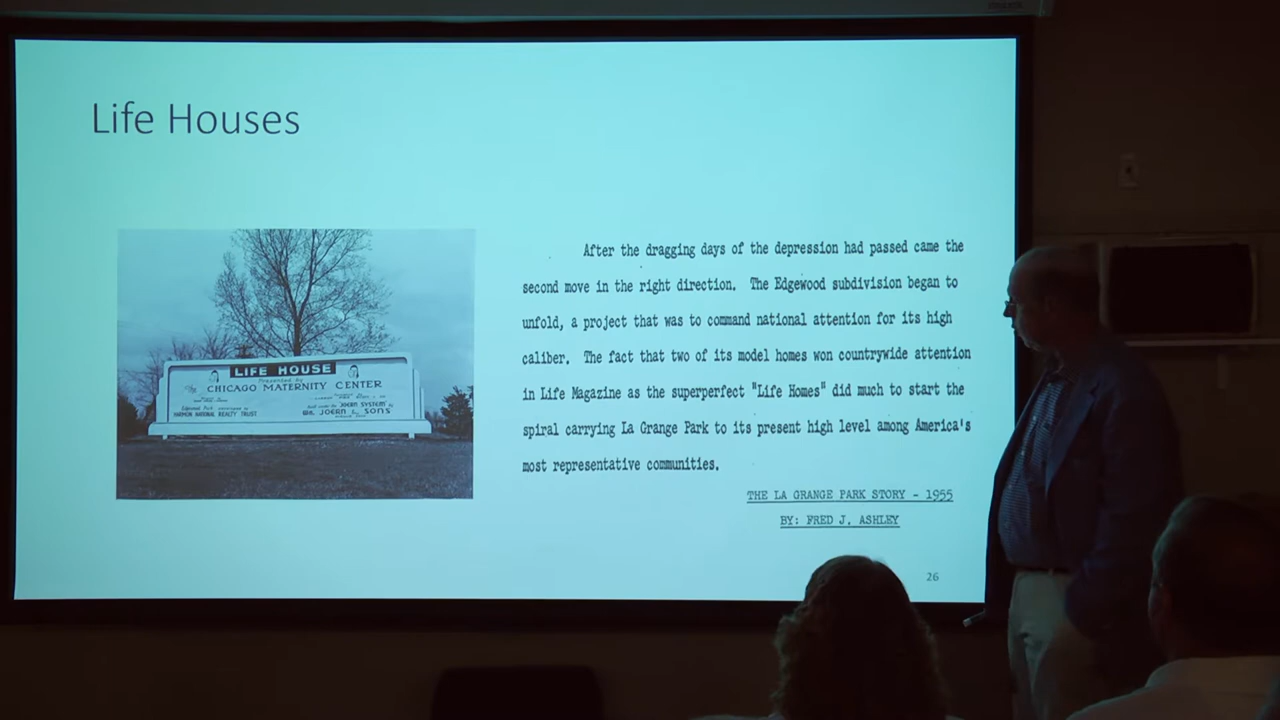 Life Houses
LIFE HOUSE
Presented by
The CHICAGO MATERNITY CENTER
JOERN SYSTEM
HARMON NATIONAL REALTY TRUST
WM. JOERN & SONS
After the dragging days of the depression had passed came the
second move in the right direction. The Edgewood subdivision began to
unfold, a project that was to command national attention for its high
caliber. The fact that two of its model homes won countrywide attention
in Life Magazine as the superperfect "Life Homes" did much to start the
spiral carrying La Grange Park to its present high level among America's
most representative communities.
THE LA GRANGE PARK STORY - 1955
BY: FRED J. ASHLEY
26